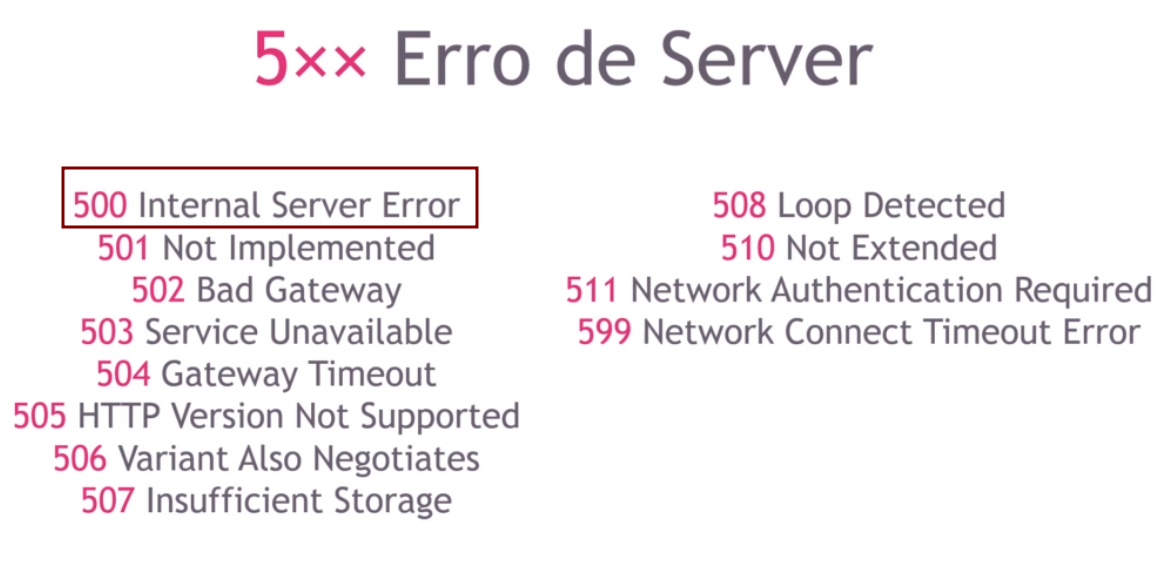 5×× Erro de Server
500 Internal Server Error
501 Not Implemented
502 Bad Gateway
503 Service Unavailable
504 Gateway Timeout
505 HTTP Version Not Supported
506 Variant Also Negotiates
507 Insufficient Storage
508 Loop Detected
510 Not Extended
511 Network Authentication Required
599 Network Connect Timeout Error